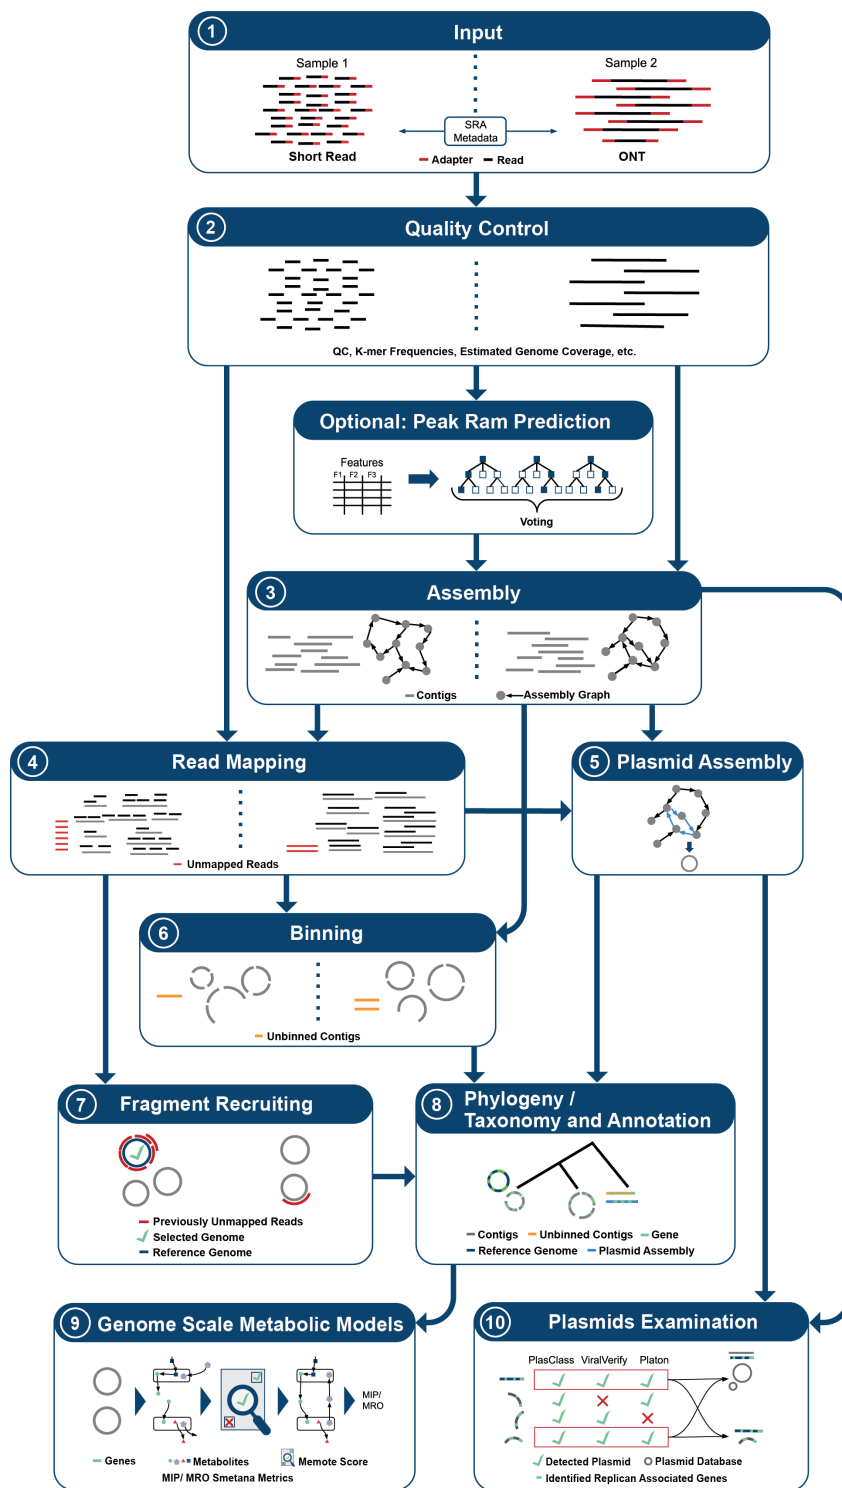 1
Input
Sample 1
Sample 2
SRA
Metadata
Short Read
Adapter
Read
ONT
2
Quality Control
QC, K-mer Frequencies, Estimated Genome Coverage, etc.
Optional: Peak Ram Prediction
Features
F1 F2 F3
Voting
3
Assembly
Contigs
Assembly Graph
4
Read Mapping
Unmapped Reads
5
Plasmid Assembly
6
Binning
Unbinned Contigs
7
Fragment Recruiting
Previously Unmapped Reads
Selected Genome
Reference Genome
8
Phylogeny /
Taxonomy and Annotation
Contigs Unbinned Contigs Gene
Reference Genome Plasmid Assembly
9
Genome Scale Metabolic Models
MIP/
MRO
Genes Metabolites Memote Score
MIP/ MRO Smetana Metrics
10
Plasmids Examination
PlasClass ViralVerify Platon
Detected Plasmid Plasmid Database
Identified Replican Associated Genes